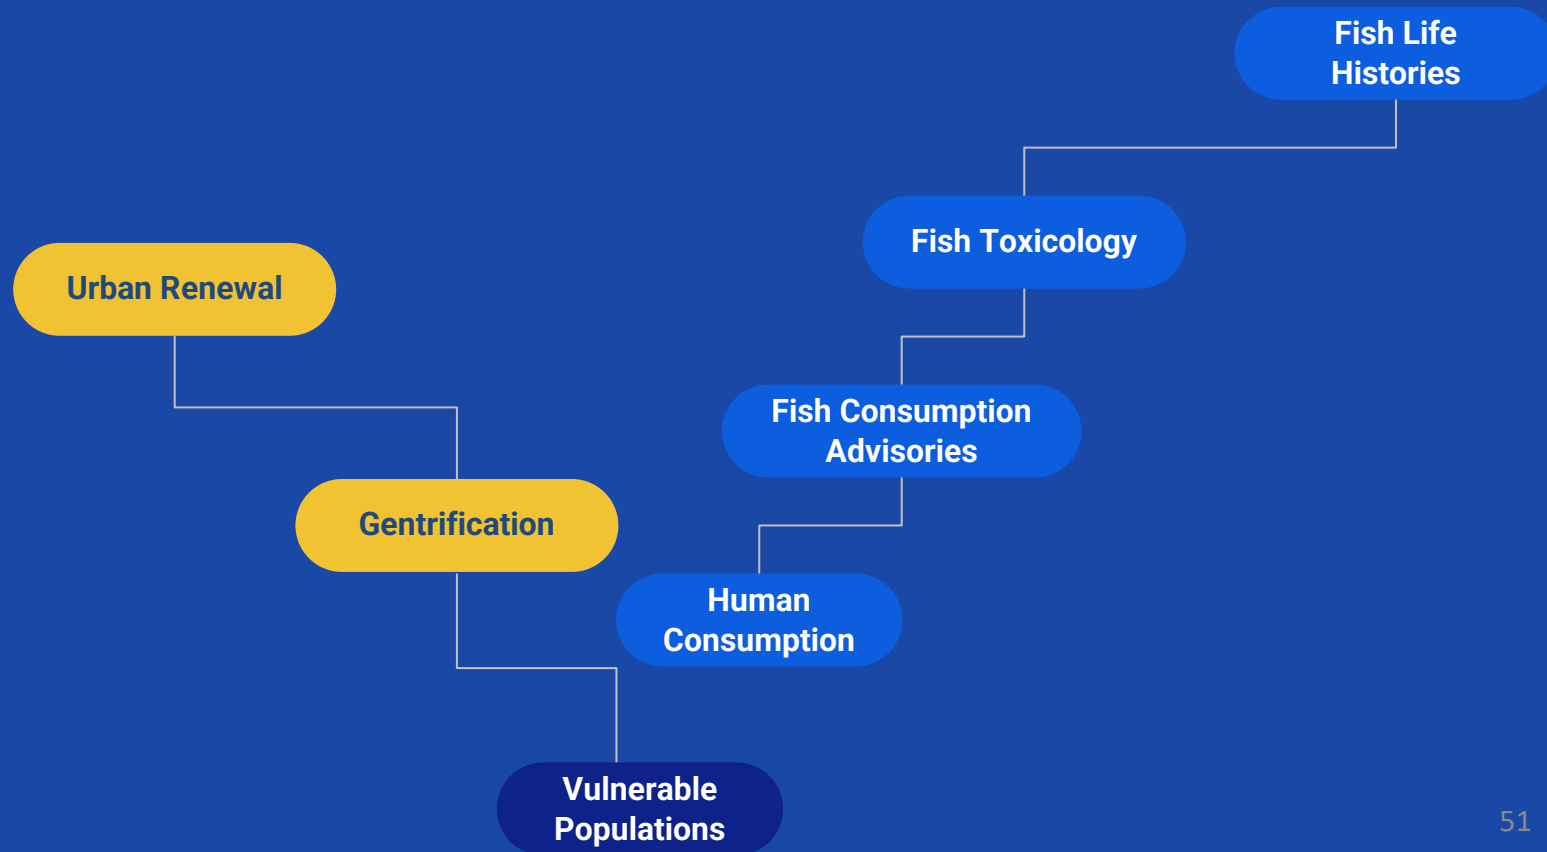 Fish Life
Histories
Fish Toxicology
Urban Renewal
Fish Consumption
Advisories
Gentrification
Human
Consumption
Vulnerable
Populations
51